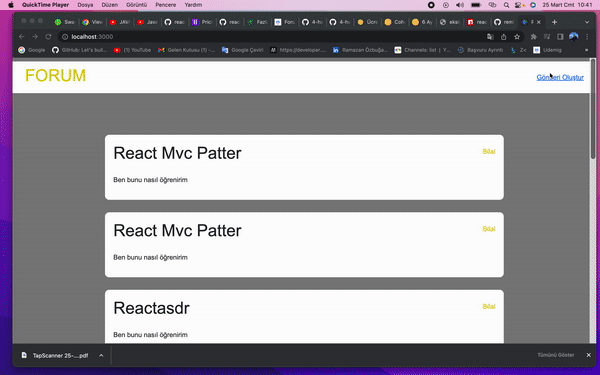 QuickTime Player Dosya Düzenle Görüntü Pencere Yardım 25 Mart Cmt 10:41
localhost:3000
Google GitHub: Let's buil... (1) YouTube Gelen Kutusu (1) -... Google Çeviri https://developer.... Ramazan Özbuğa... Channels: list | Y... Başvuru Ayrıntı Udemig
FORUM
Gönderi Oluştur
React Mvc Patter
Bilal
Ben bunu nasıl öğrenirim
React Mvc Patter
Bilal
Ben bunu nasıl öğrenirim
Reactasdr
Bilal
Ben bunu nasıl öğrenirim
TapScanner 25-....pdf
Tümünü Göster